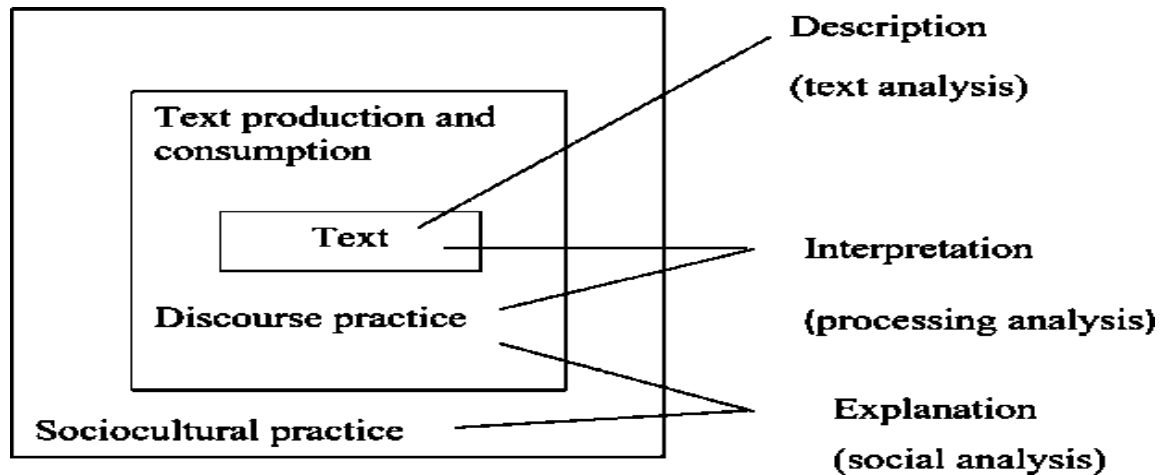 Description
(text analysis)
Text production and
consumption
Text
Interpretation
Discourse practice
(processing analysis)
Explanation
Sociocultural practice
(social analysis)